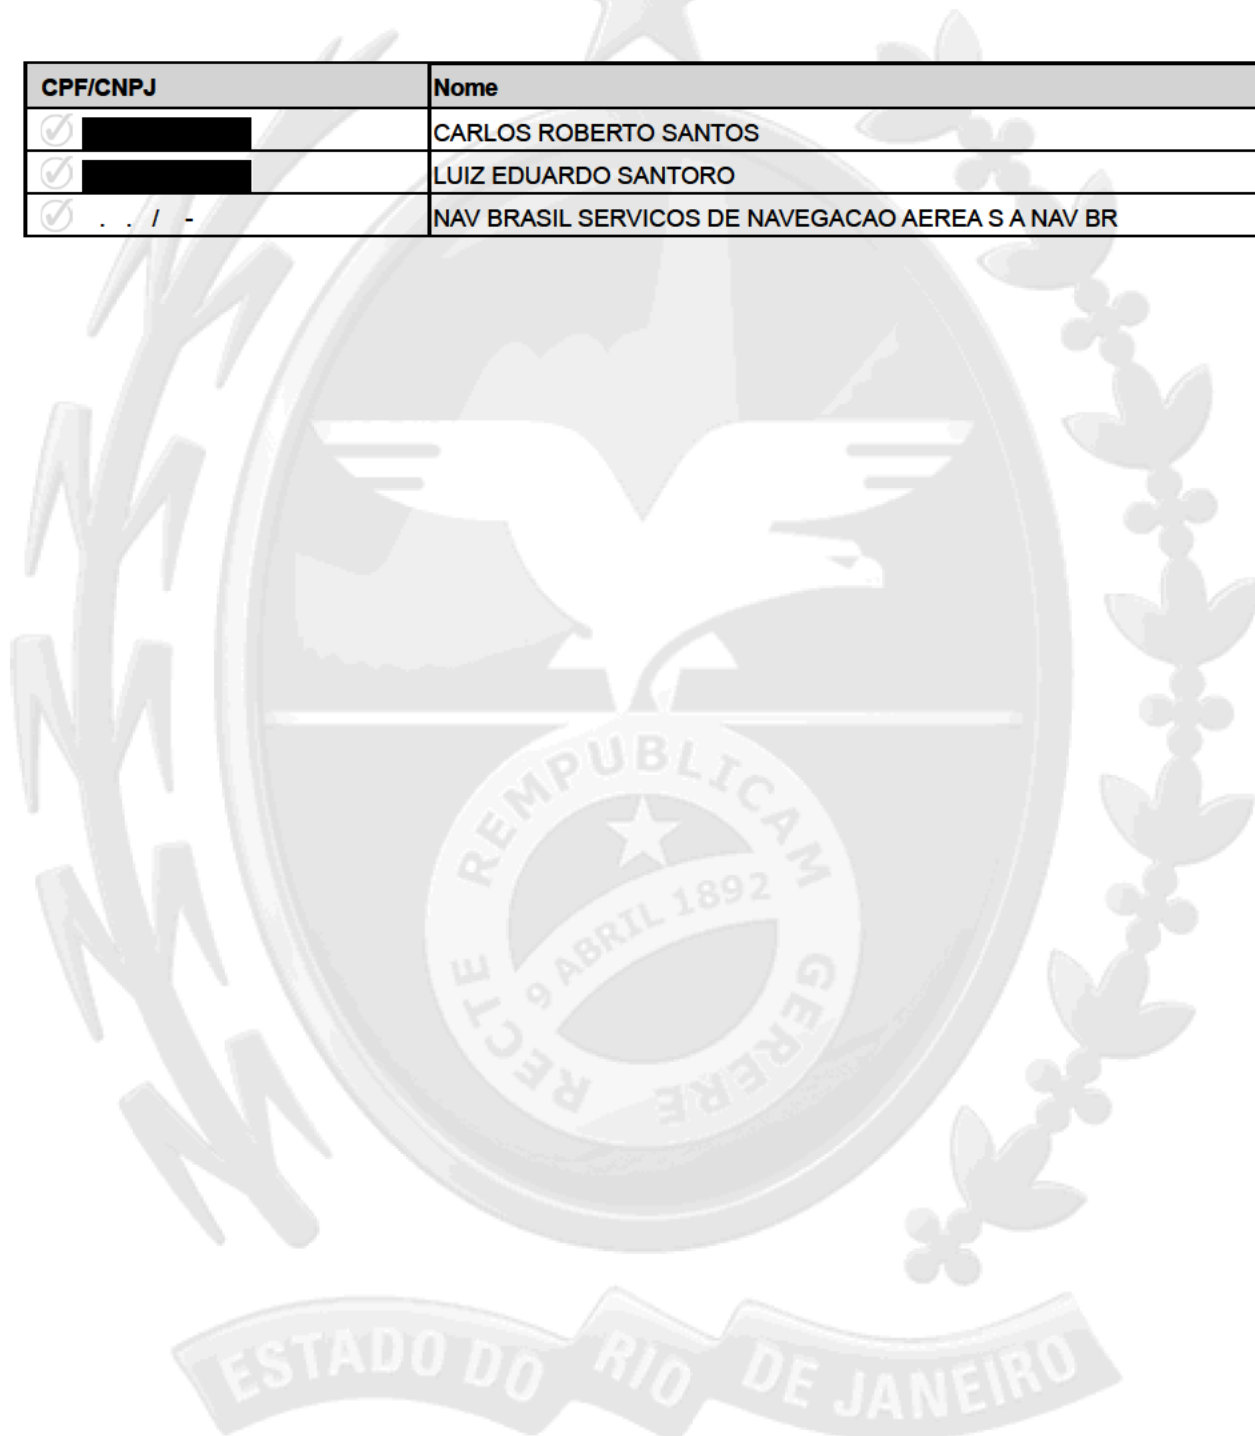 CPF/CNPJ Nome
CARLOS ROBERTO SANTOS
LUIZ EDUARDO SANTORO
. . / - NAV BRASIL SERVICOS DE NAVEGACAO AEREA S A NAV BR
REMPUBLICAM
9 ABRIL 1892
RECTE GERERE
ESTADO DO RIO DE JANEIRO